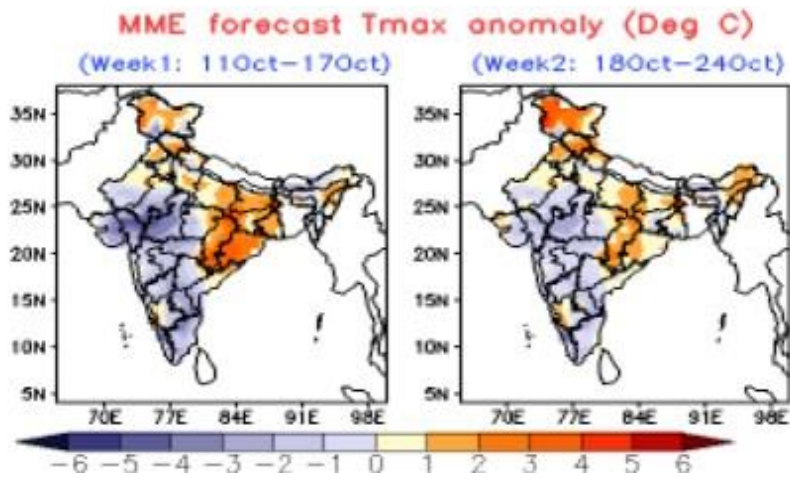 MME forecast Tmax anomaly (Deg C)
(Week1: 11Oct-17Oct)
(Week2: 18Oct-24Oct)
35N
30N
25N
20N
15N
10N
5N
70E 77E 84E 91E 98E
35N
30N
25N
20N
15N
10N
5N
70E 77E 84E 91E 98E
-6 -5 -4 -3 -2 -1 0 1 2 3 4 5 6